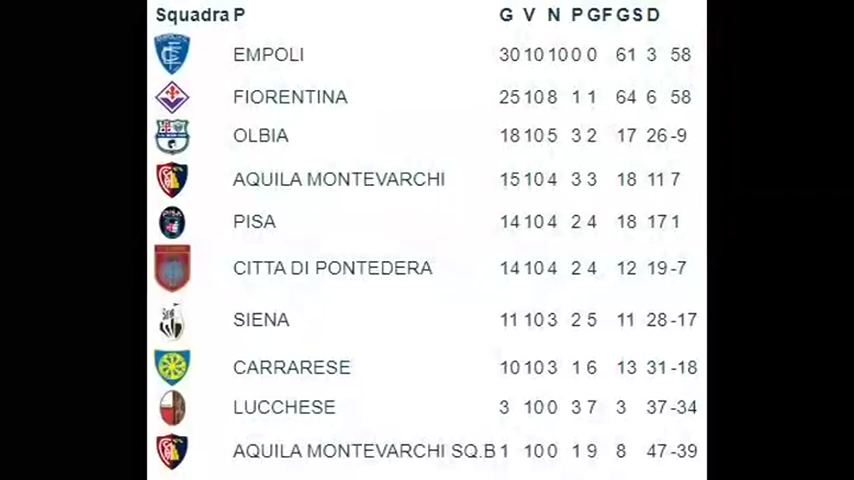 Squadra P G V N P GF GS D
EMPOLI 30 10 10 0 0 61 3 58
FIORENTINA 25 10 8 1 1 64 6 58
OLBIA 18 10 5 3 2 17 26 -9
AQUILA MONTEVARCHI 15 10 4 3 3 18 11 7
PISA 14 10 4 2 4 18 17 1
CITTA DI PONTEDERA 14 10 4 2 4 12 19 -7
SIENA 11 10 3 2 5 11 28 -17
CARRARESE 10 10 3 1 6 13 31 -18
LUCCHESE 3 10 0 3 7 3 37 -34
AQUILA MONTEVARCHI SQ.B 1 10 0 1 9 8 47 -39